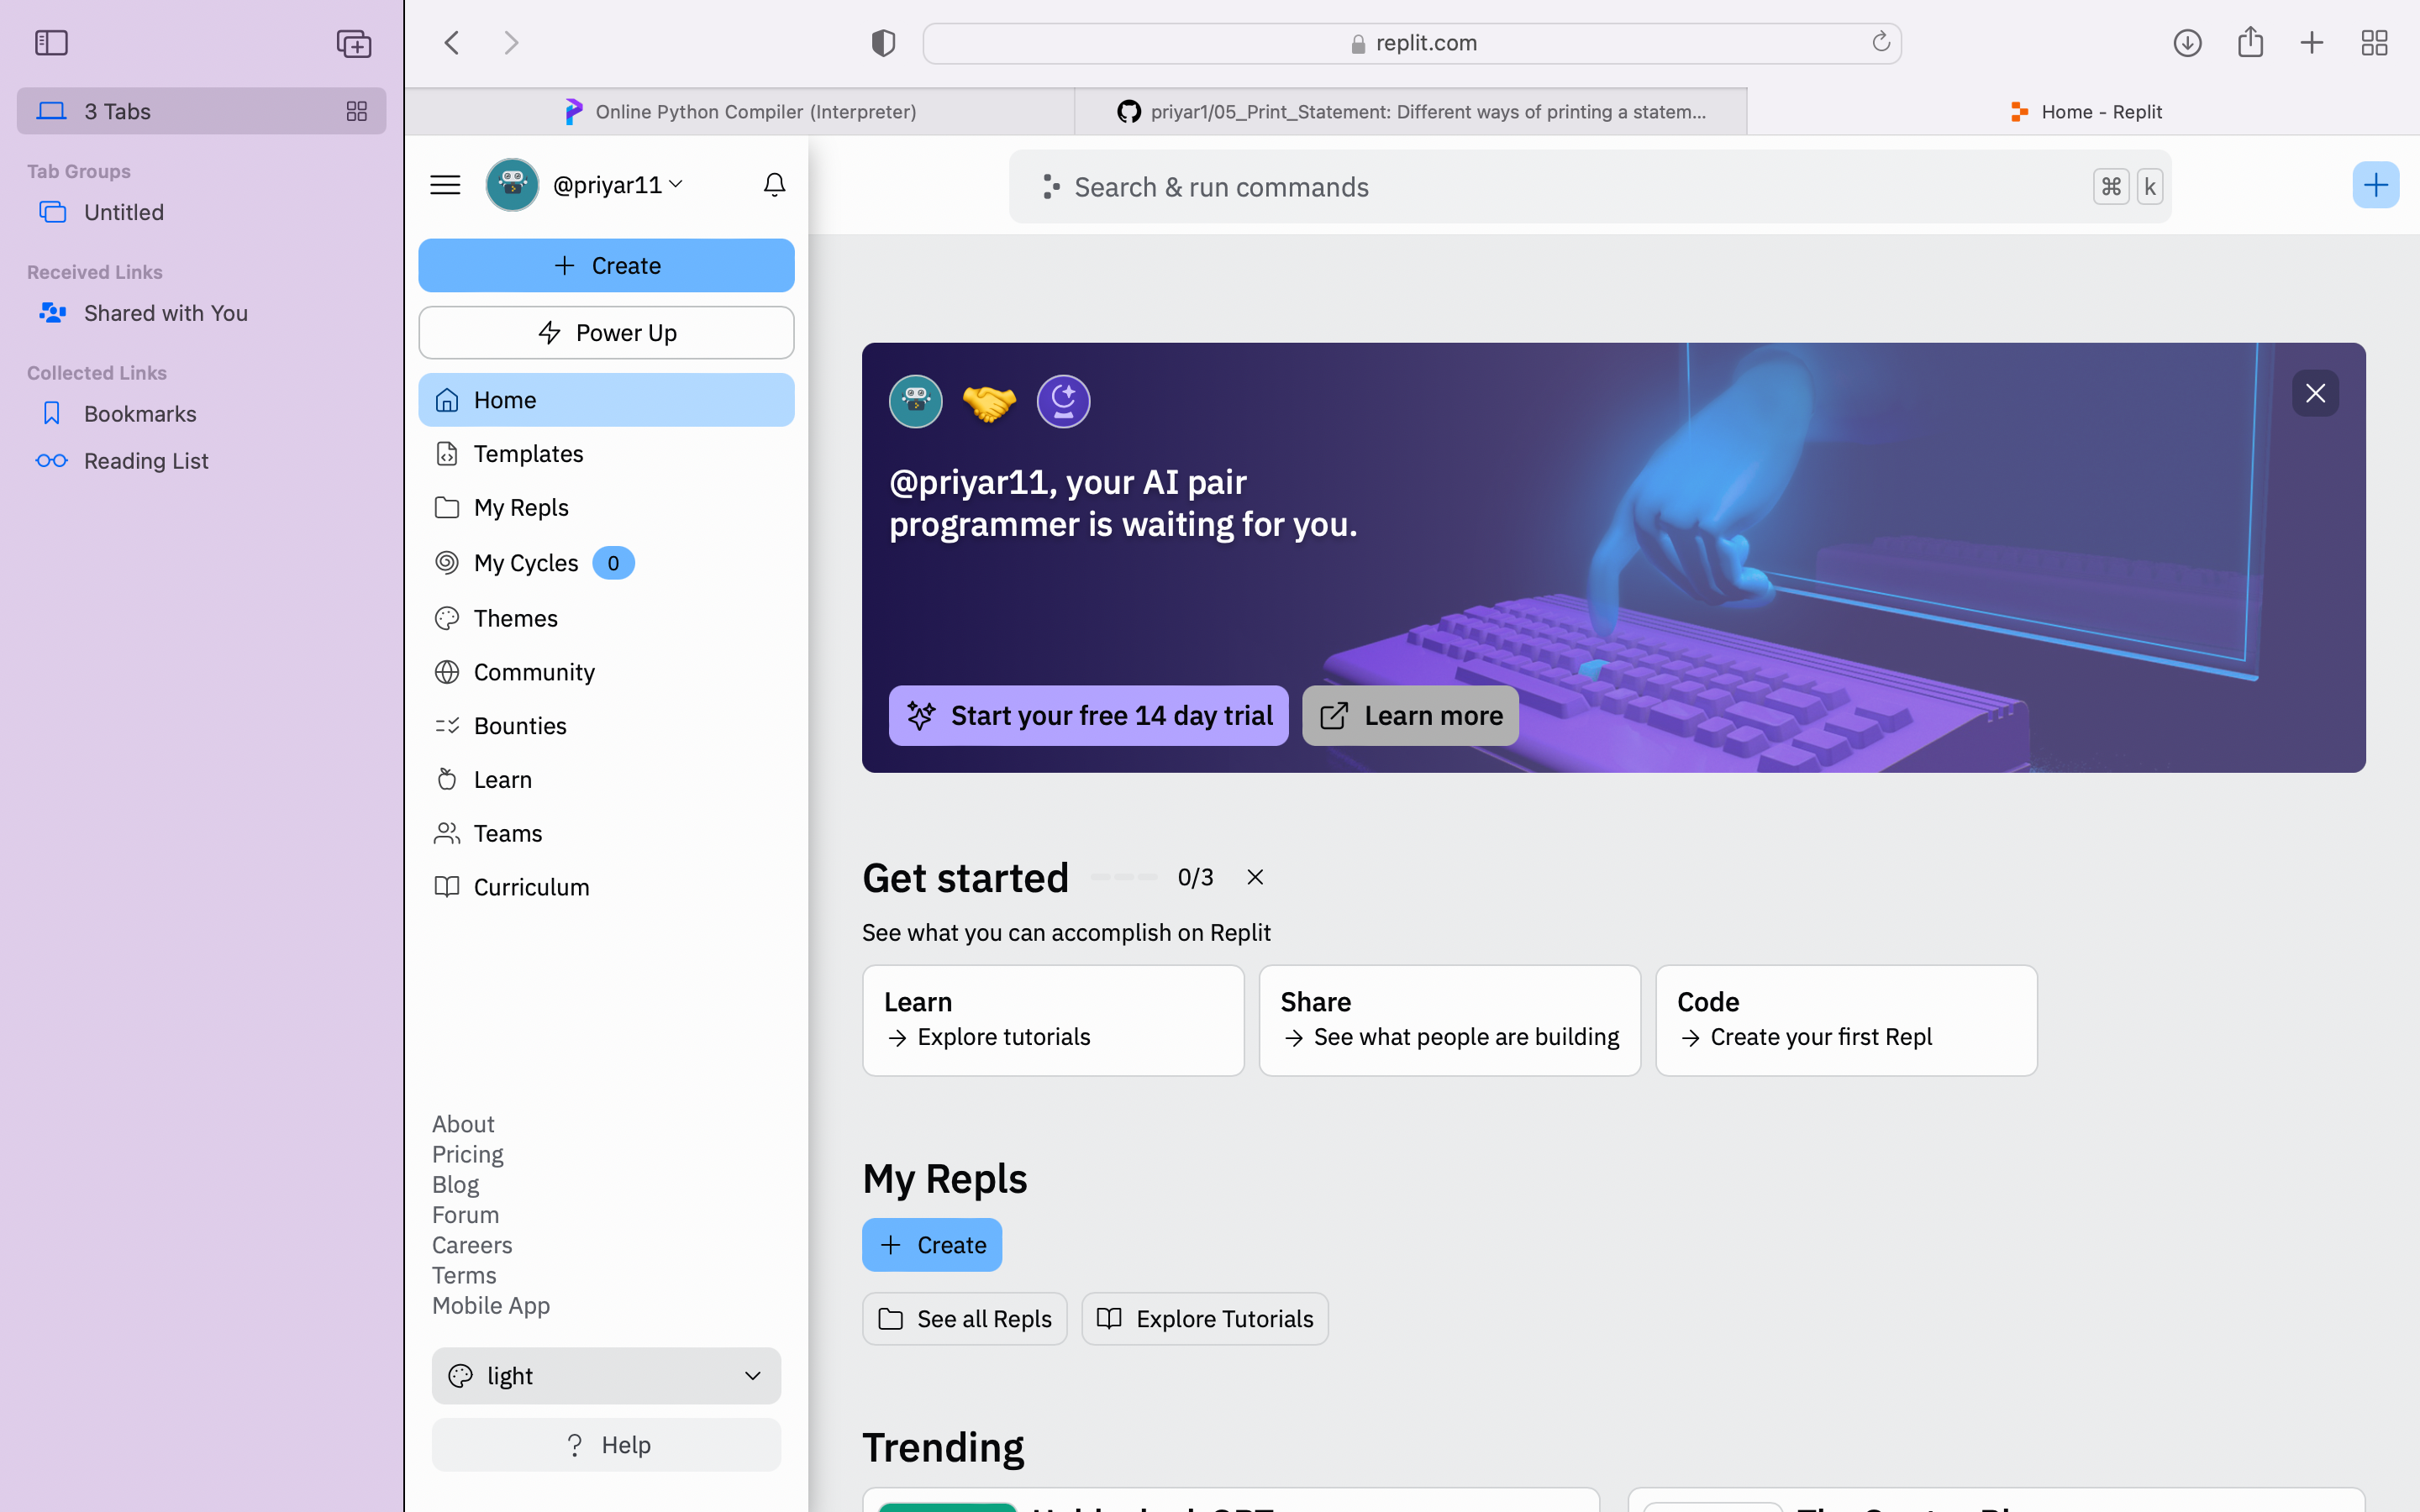 3 Tabs
Tab Groups
Untitled
Received Links
Shared with You
Collected Links
Bookmarks
Reading List
replit.com
Online Python Compiler (Interpreter)
priyar1/05_Print_Statement: Different ways of printing a statem...
Home - Replit
@priyar11
Search & run commands
⌘ k
+ Create
Power Up
Home
Templates
My Repls
My Cycles 0
Themes
Community
Bounties
Learn
Teams
Curriculum
About
Pricing
Blog
Forum
Careers
Terms
Mobile App
light
? Help
@priyar11, your AI pair
programmer is waiting for you.
Start your free 14 day trial
Learn more
Get started 0/3
See what you can accomplish on Replit
Learn
→ Explore tutorials
Share
→ See what people are building
Code
→ Create your first Repl
My Repls
+ Create
See all Repls
Explore Tutorials
Trending